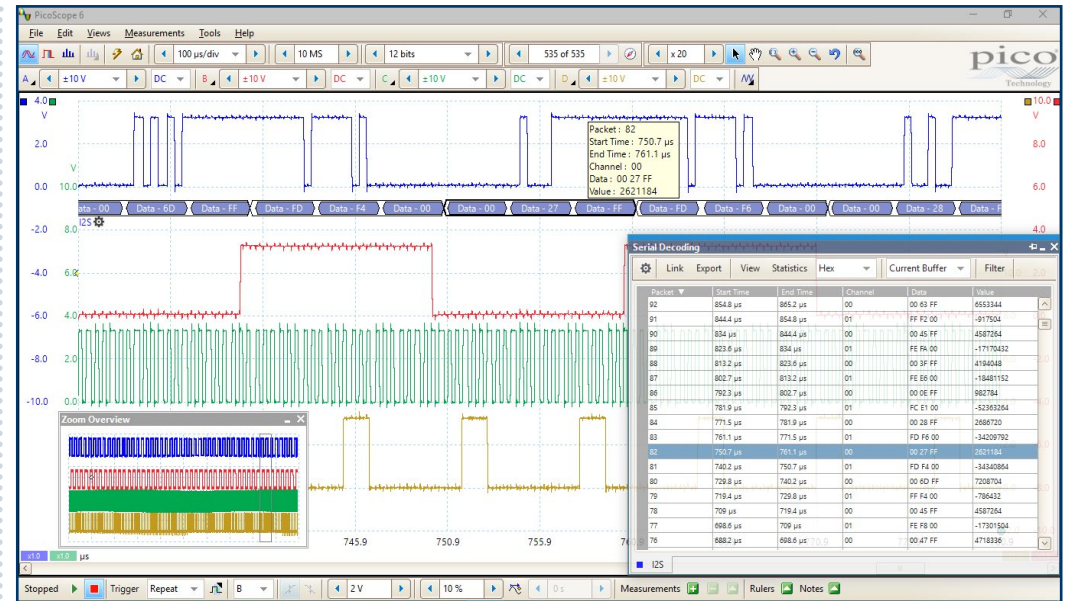 PicoScope 6
File Edit Views Measurements Tools Help
100 µs/div 10 MS 12 bits 535 of 535 x 20
pico
Technology
A ±10 V DC B ±10 V DC C ±10 V DC D ±10 V DC
4.0 10.0
V V
2.0 8.0
V
0.0 10.0 6.0
Packet : 82
Start Time : 750.7 µs
End Time : 761.1 µs
Channel : 00
Data : 00 27 FF
Value : 2621184
ata - 00 Data - 6D Data - FF Data - FD Data - F4 Data - 00 Data - 00 Data - 27 Data - FF Data - FD Data - F6 Data - 00 Data - 00 Data - 28 Data - F
I2S
-2.0 8.0 4.0
-4.0 6.0
-6.0 4.0
-8.0 2.0
-10.0 0.0
Serial Decoding
Link Export View Statistics Hex Current Buffer Filter
Packet Start Time End Time Channel Data Value
92 854.8 µs 865.2 µs 00 00 63 FF 6553344
91 844.4 µs 854.8 µs 01 FF F2 00 -917504
90 834 µs 844.4 µs 00 00 45 FF 4587264
89 823.6 µs 834 µs 01 FE FA 00 -17170432
88 813.2 µs 823.6 µs 00 00 3F FF 4194048
87 802.7 µs 813.2 µs 01 FE E6 00 -18481152
86 792.3 µs 802.7 µs 00 00 0E FF 982784
85 781.9 µs 792.3 µs 01 FC E1 00 -52363264
84 771.5 µs 781.9 µs 00 00 28 FF 2686720
83 761.1 µs 771.5 µs 01 FD F6 00 -34209792
82 750.7 µs 761.1 µs 00 00 27 FF 2621184
81 740.2 µs 750.7 µs 01 FD F4 00 -34340864
80 729.8 µs 740.2 µs 00 00 6D FF 7208704
79 719.4 µs 729.8 µs 01 FF F4 00 -786432
78 709 µs 719.4 µs 00 00 45 FF 4587264
77 698.6 µs 709 µs 01 FE F8 00 -17301504
76 688.2 µs 698.6 µs 00 00 47 FF 4718336
I2S
Zoom Overview
745.9 750.9 755.9
x1.0 x1.0 µs
Stopped Trigger Repeat B 2 V 10 % 0 s Measurements Rulers Notes